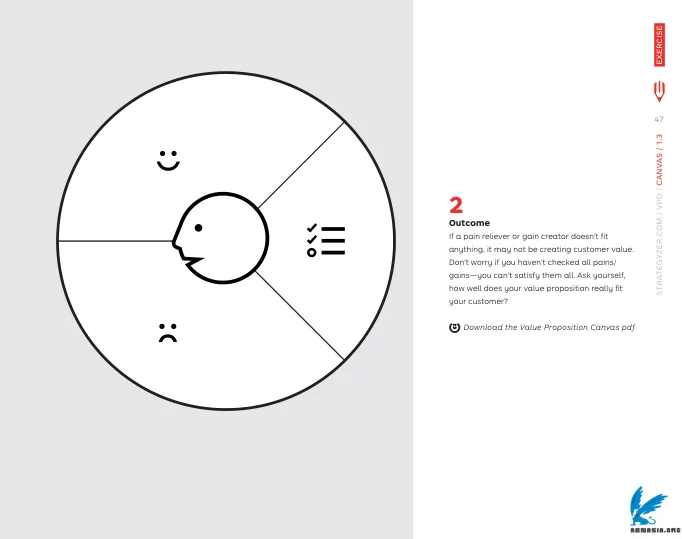 EXERCISE
47
STRATEGYZER.COM / VPD / CANVAS / 1.3
2
Outcome
If a pain reliever or gain creator doesn't fit
anything, it may not be creating customer value.
Don't worry if you haven't checked all pains/
gains—you can't satisfy them all. Ask yourself,
how well does your value proposition really fit
your customer?
Download the Value Proposition Canvas pdf
ABNASIA.ORG